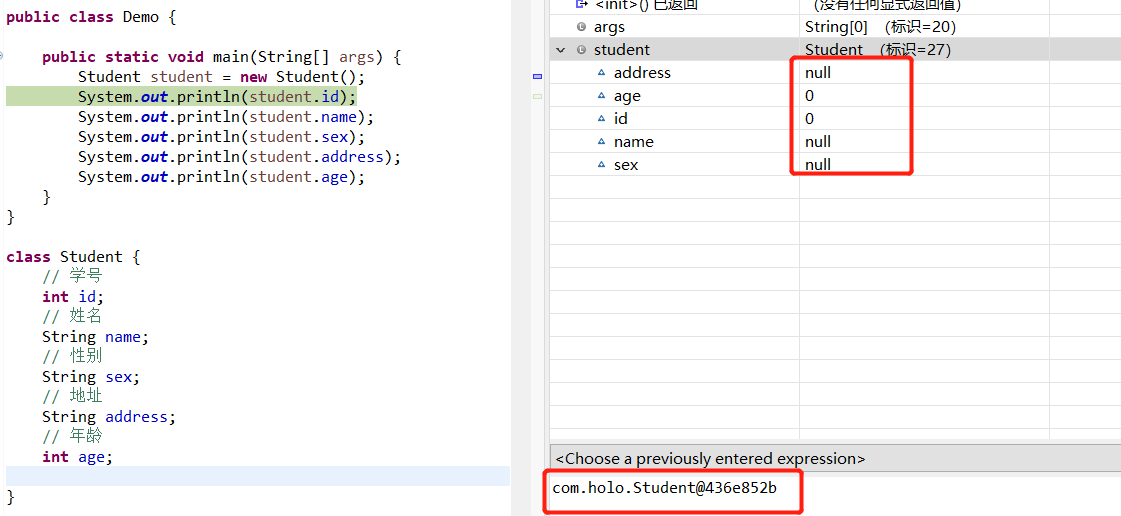 public class Demo {
public static void main(String[] args) {
Student student = new Student();
System.out.println(student.id);
System.out.println(student.name);
System.out.println(student.sex);
System.out.println(student.address);
System.out.println(student.age);
}
}
class Student {
// 学号
int id;
// 姓名
String name;
// 性别
String sex;
// 地址
String address;
// 年龄
int age;
}
<init>() 已返回 (没有任何显式返回值)
args String[0] (标识=20)
student Student (标识=27)
address null
age 0
id 0
name null
sex null
<Choose a previously entered expression>
com.holo.Student@436e852b